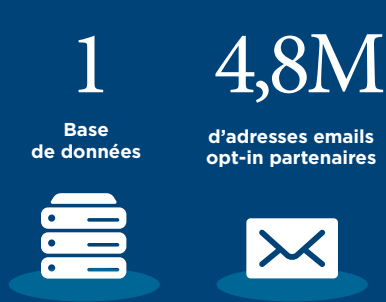 1
Base
de données
4,8M
d'adresses emails
opt-in partenaires